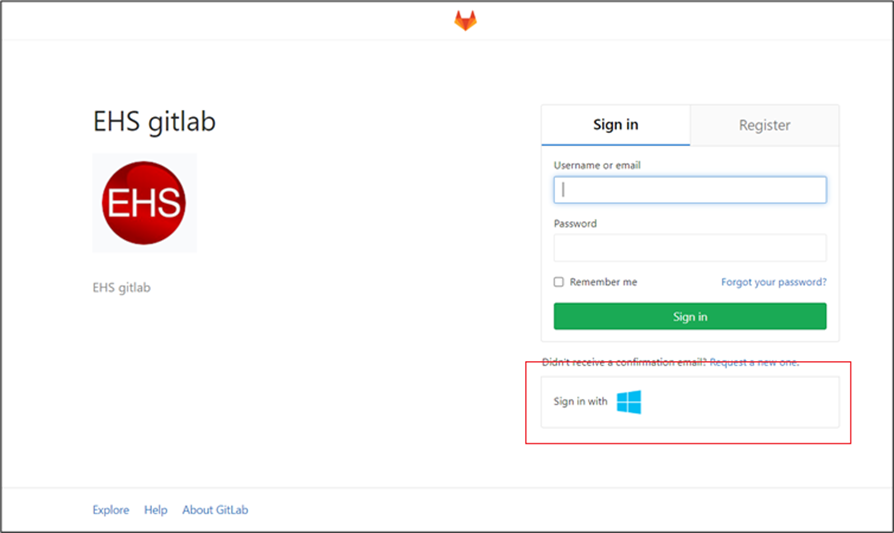 EHS gitlab
EHS
EHS gitlab
Sign in
Register
Username or email
Password
Remember me
Forgot your password?
Sign in
Didn't receive a confirmation email? Request a new one.
Sign in with
Explore
Help
About GitLab